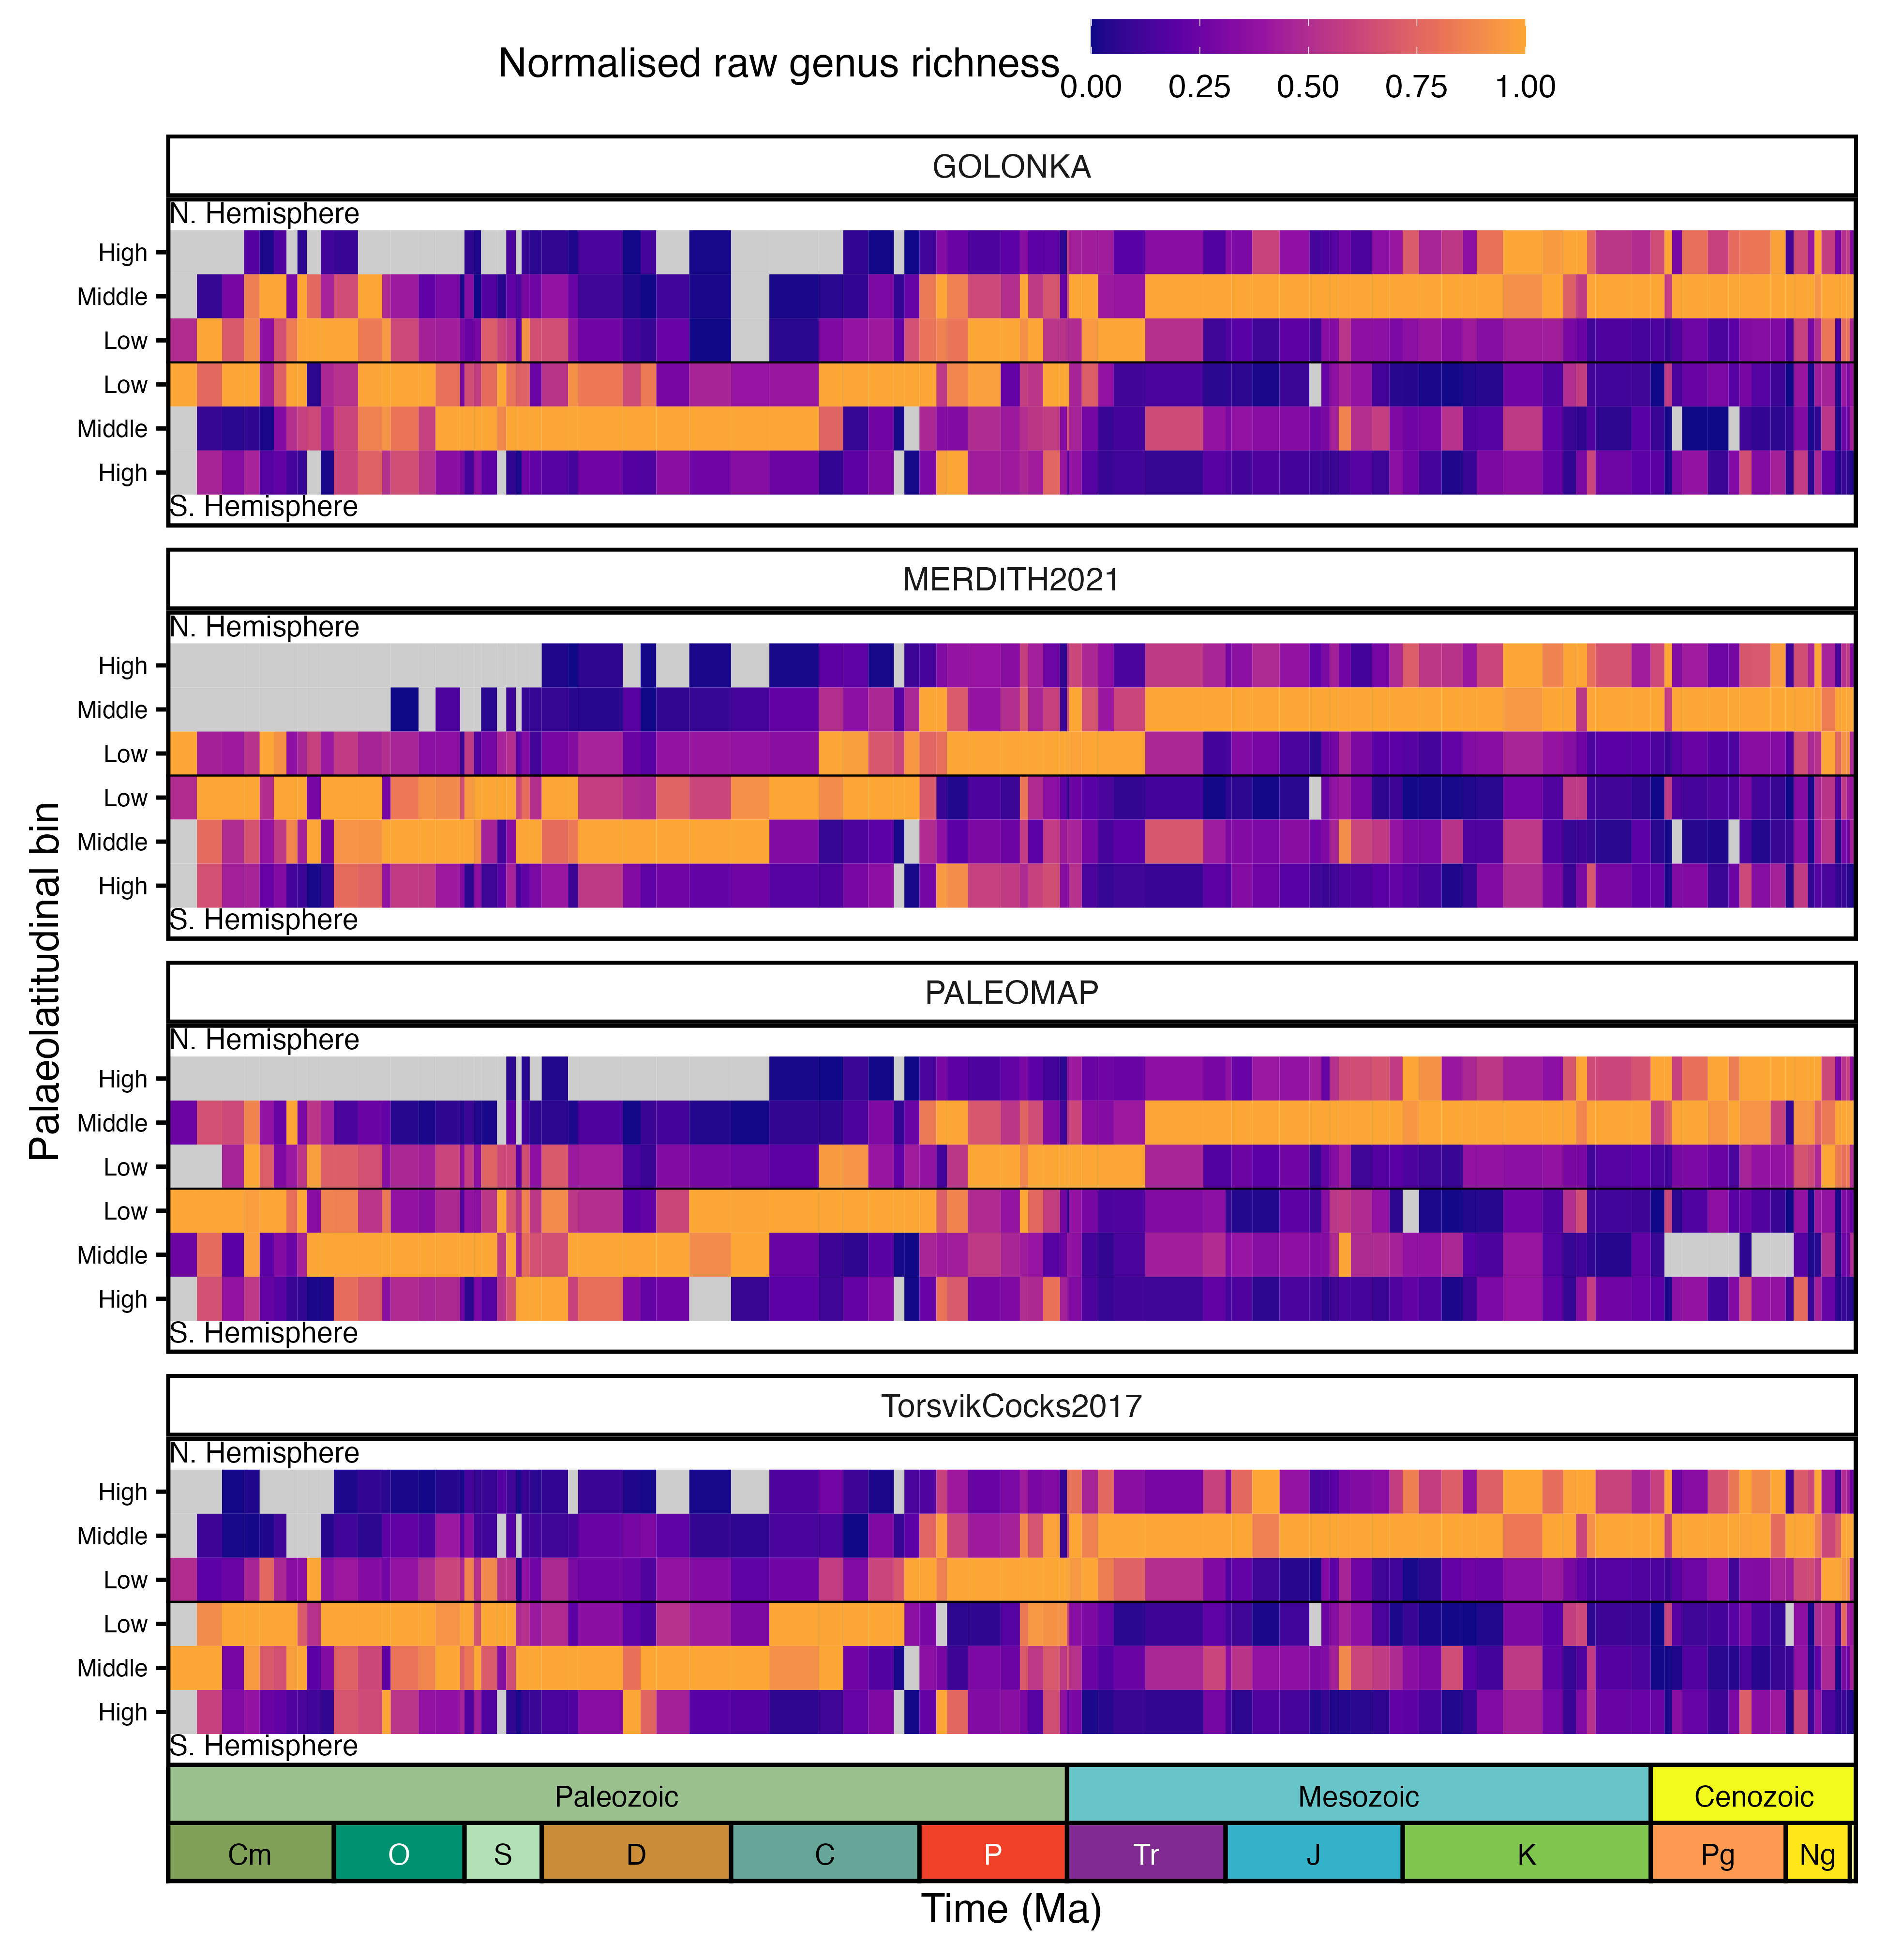 Normalised raw genus richness
0.00 0.25 0.50 0.75 1.00
Palaeolatitudinal bin
GOLONKA
N. Hemisphere
High
Middle
Low
Low
Middle
High
S. Hemisphere
MERDITH2021
N. Hemisphere
High
Middle
Low
Low
Middle
High
S. Hemisphere
PALEOMAP
N. Hemisphere
High
Middle
Low
Low
Middle
High
S. Hemisphere
TorsvikCocks2017
N. Hemisphere
High
Middle
Low
Low
Middle
High
S. Hemisphere
Paleozoic Mesozoic Cenozoic
Cm O S D C P Tr J K Pg Ng
Time (Ma)